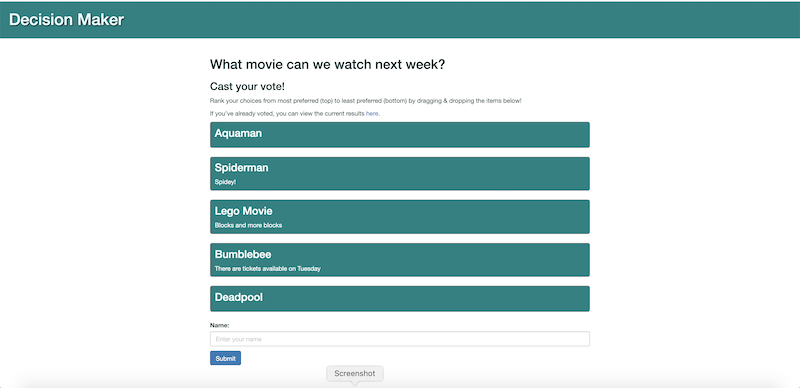 Decision Maker
What movie can we watch next week?
Cast your vote!
Rank your choices from most preferred (top) to least preferred (bottom) by dragging & dropping the items below!
If you've already voted, you can view the current results here.
Aquaman
Spiderman
Spidey!
Lego Movie
Blocks and more blocks
Bumblebee
There are tickets available on Tuesday
Deadpool
Name:
Enter your name
Submit
Screenshot